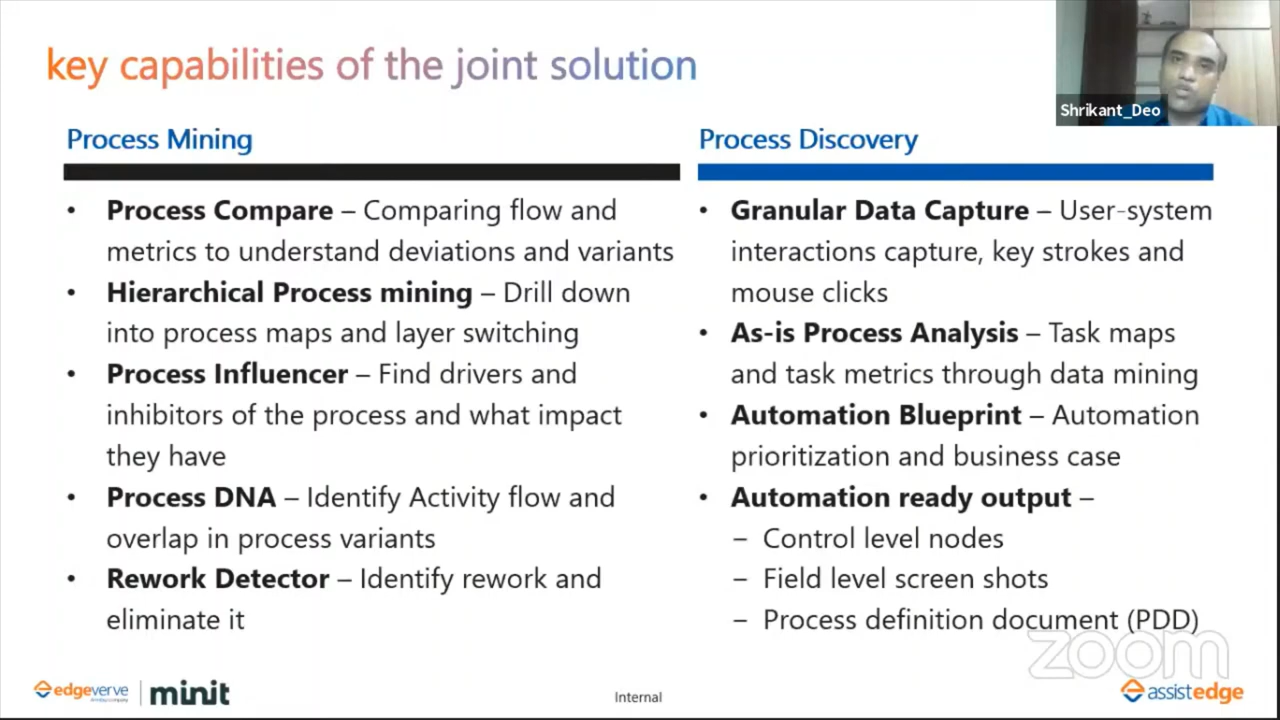 key capabilities of the joint solution
Shrikant_Deo
Process Mining
• Process Compare – Comparing flow and
metrics to understand deviations and variants
• Hierarchical Process mining – Drill down
into process maps and layer switching
• Process Influencer – Find drivers and
inhibitors of the process and what impact
they have
• Process DNA – Identify Activity flow and
overlap in process variants
• Rework Detector – Identify rework and
eliminate it
Process Discovery
• Granular Data Capture – User-system
interactions capture, key strokes and
mouse clicks
• As-is Process Analysis – Task maps
and task metrics through data mining
• Automation Blueprint – Automation
prioritization and business case
• Automation ready output –
– Control level nodes
– Field level screen shots
– Process definition document (PDD)
zoom
edgeverve
minit
Internal
assistedge